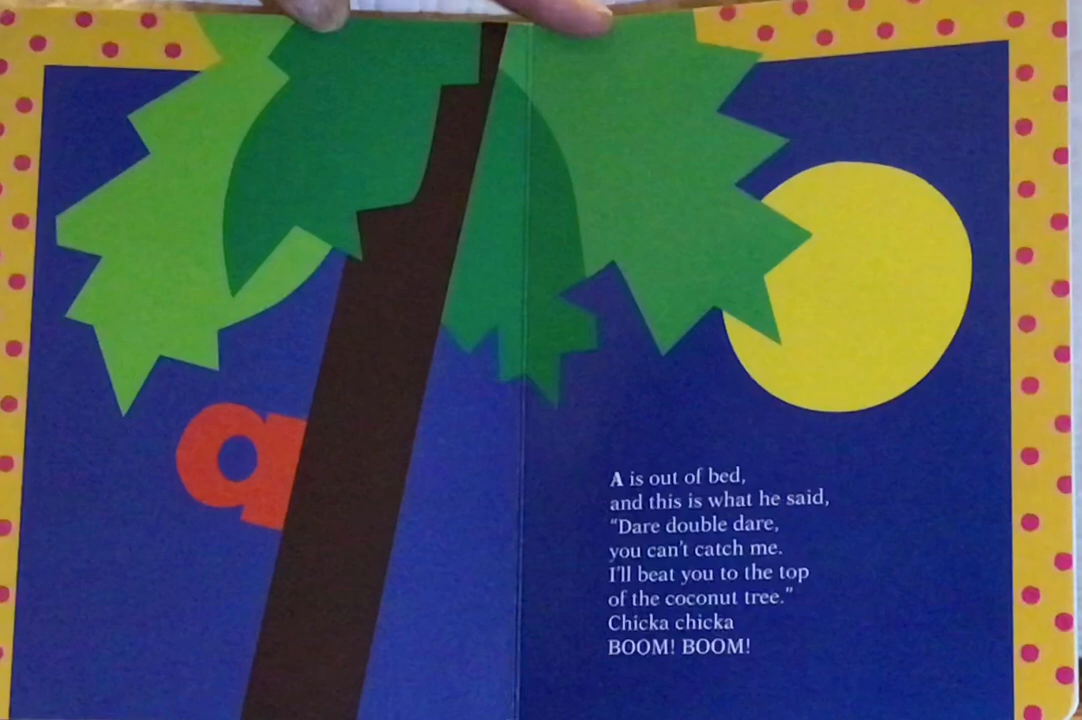 a
A is out of bed,
and this is what he said,
“Dare double dare,
you can't catch me.
I'll beat you to the top
of the coconut tree.”
Chicka chicka
BOOM! BOOM!